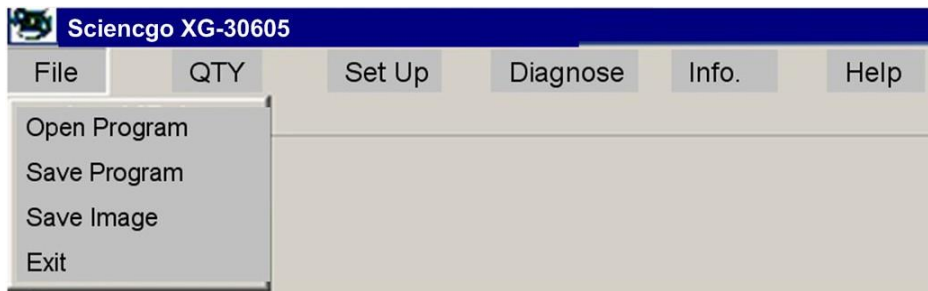 Sciencgo XG-30605
File QTY Set Up Diagnose Info. Help
Open Program
Save Program
Save Image
Exit